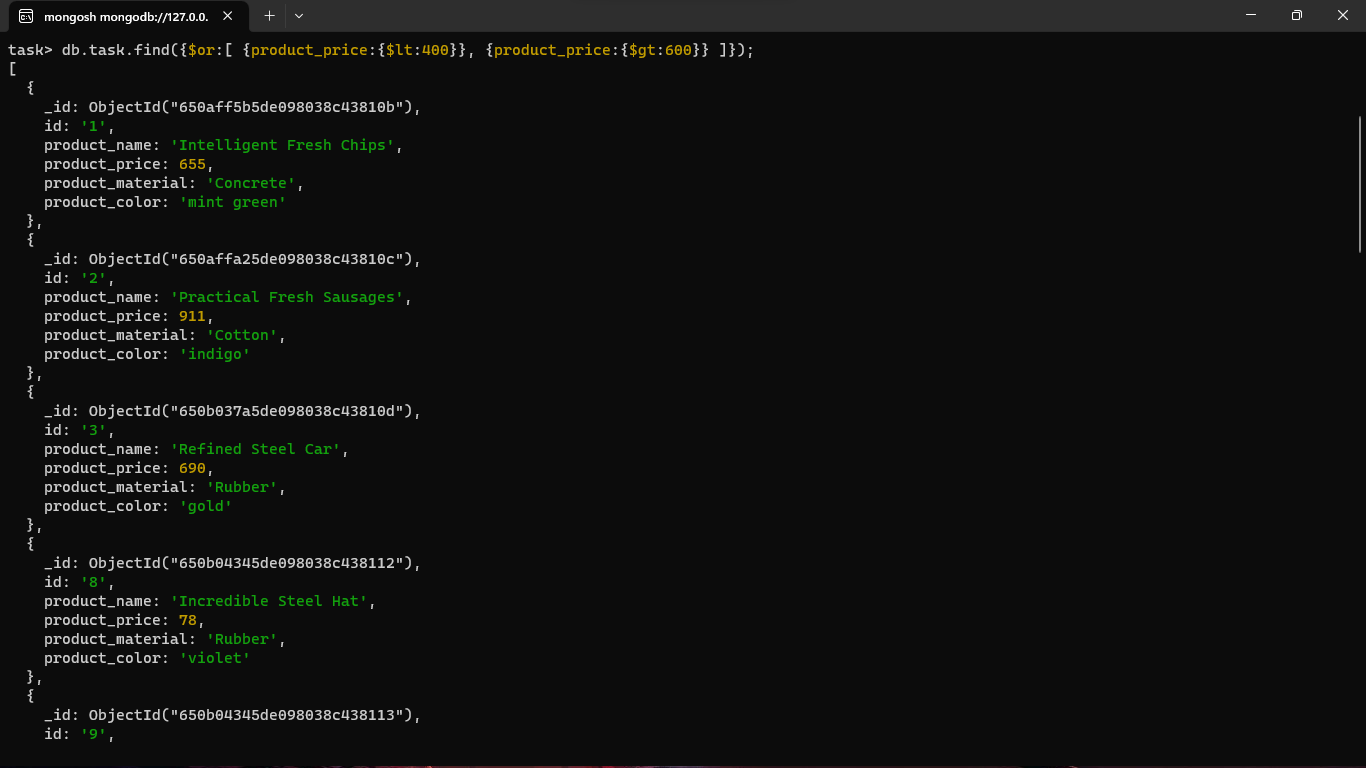 mongosh mongodb://127.0.0.
task> db.task.find({$or:[ {product_price:{$lt:400}}, {product_price:{$gt:600}} ]});
[
  {
    _id: ObjectId("650aff5b5de098038c43810b"),
    id: '1',
    product_name: 'Intelligent Fresh Chips',
    product_price: 655,
    product_material: 'Concrete',
    product_color: 'mint green'
  },
  {
    _id: ObjectId("650affa25de098038c43810c"),
    id: '2',
    product_name: 'Practical Fresh Sausages',
    product_price: 911,
    product_material: 'Cotton',
    product_color: 'indigo'
  },
  {
    _id: ObjectId("650b037a5de098038c43810d"),
    id: '3',
    product_name: 'Refined Steel Car',
    product_price: 690,
    product_material: 'Rubber',
    product_color: 'gold'
  },
  {
    _id: ObjectId("650b04345de098038c438112"),
    id: '8',
    product_name: 'Incredible Steel Hat',
    product_price: 78,
    product_material: 'Rubber',
    product_color: 'violet'
  },
  {
    _id: ObjectId("650b04345de098038c438113"),
    id: '9',